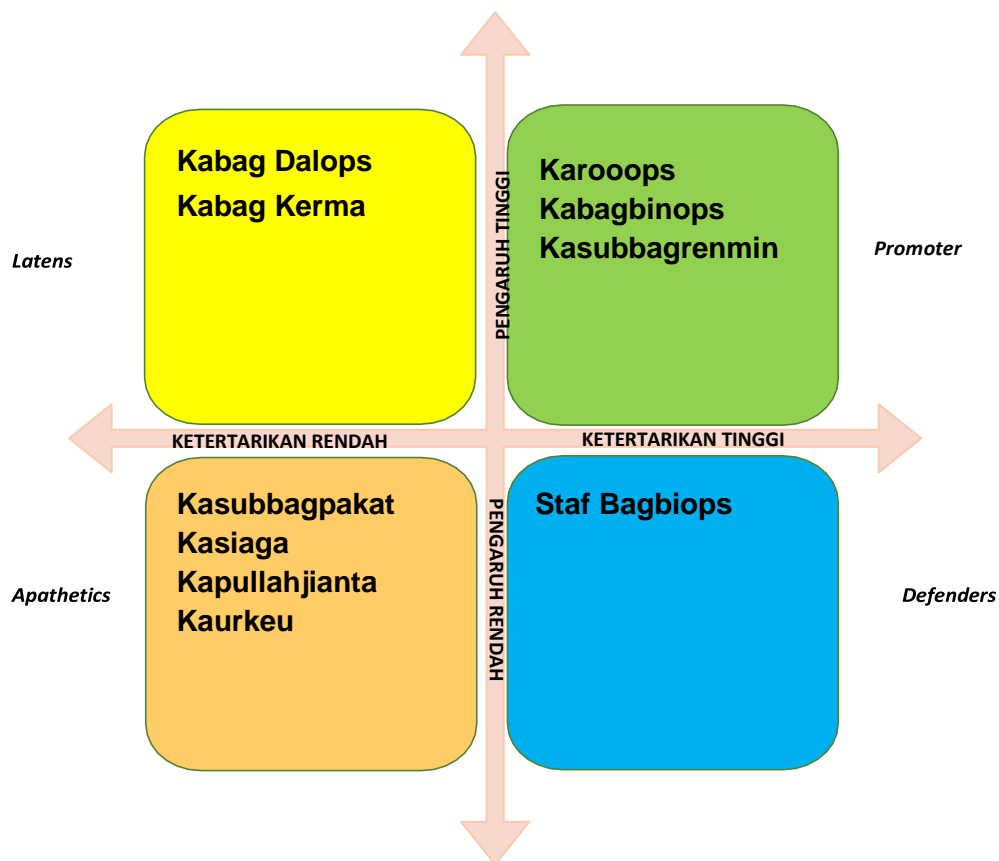 Kabag Dalops
Kabag Kerma
Karooops
Kabagbinops
Kasubbagrenmin
PENGARUH TINGGI
Latens
Promoter
KETERTARIKAN RENDAH
KETERTARIKAN TINGGI
Kasubbagpakat
Kasiaga
Kapullahjianta
Kaurkeu
PENGARUH RENDAH
Staf Bagbiops
Apathetics
Defenders